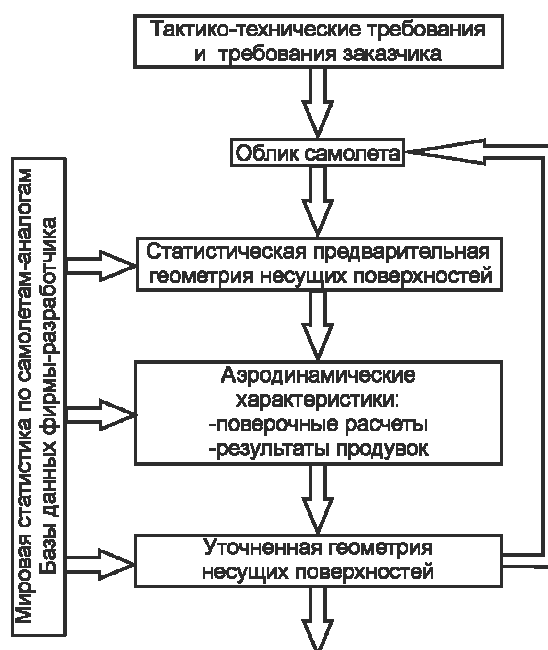 Тактико-технические требования
и требования заказчика
Облик самолета
Мировая статистика по самолетам-аналогам
Базы данных фирмы-разработчика
Статистическая предварительная
геометрия несущих поверхностей
Аэродинамические
характеристики:
-поверочные расчеты
-результаты продувок
Уточненная геометрия
несущих поверхностей